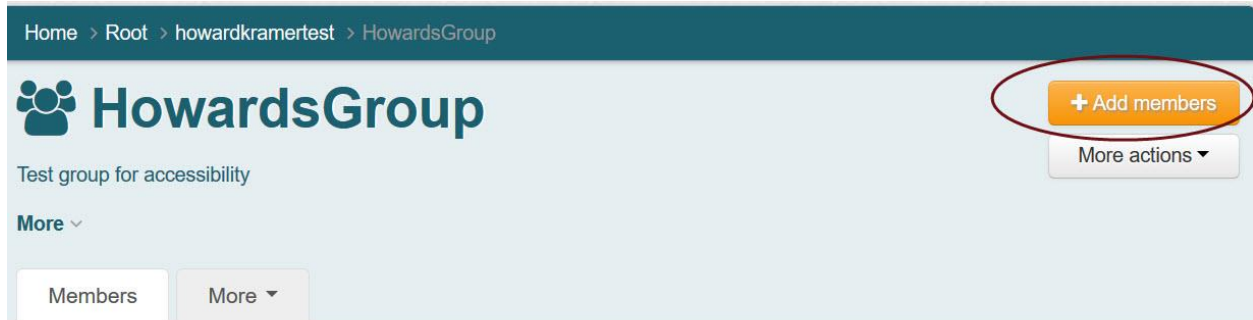 Home > Root > howardkramertest > HowardsGroup
HowardsGroup
+ Add members
More actions
Test group for accessibility
More
Members
More